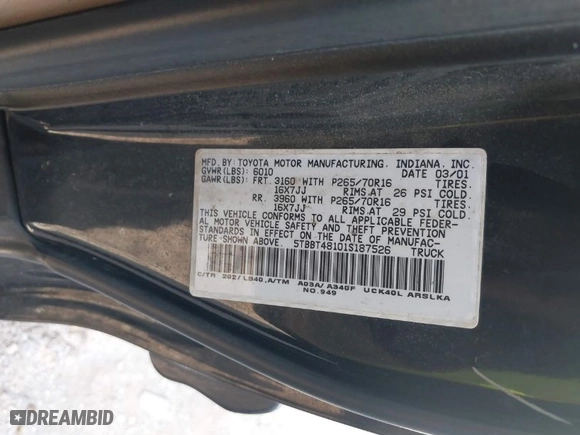 MFD. BY: TOYOTA MOTOR MANUFACTURING, INDIANA, INC.
GVWR(LBS): 6010 DATE 03/01
GAWR(LBS): FRT. 3160 WITH P265/70R16 TIRES.
16X7JJ RIMS.AT 26 PSI COLD.
RR. 3960 WITH P265/70R16 TIRES.
16X7JJ RIMS.AT 29 PSI COLD.
THIS VEHICLE CONFORMS TO ALL APPLICABLE FEDER-
AL MOTOR VEHICLE SAFETY AND THEFT PREVENTION
STANDARDS IN EFFECT ON THE DATE OF MANUFAC-
TURE SHOWN ABOVE. 5TBBT48101S187526 TRUCK
C/TR 202/LB40.A/TM A03A/A340F UCK40L ARSLKA
NO.949
DREAMBID